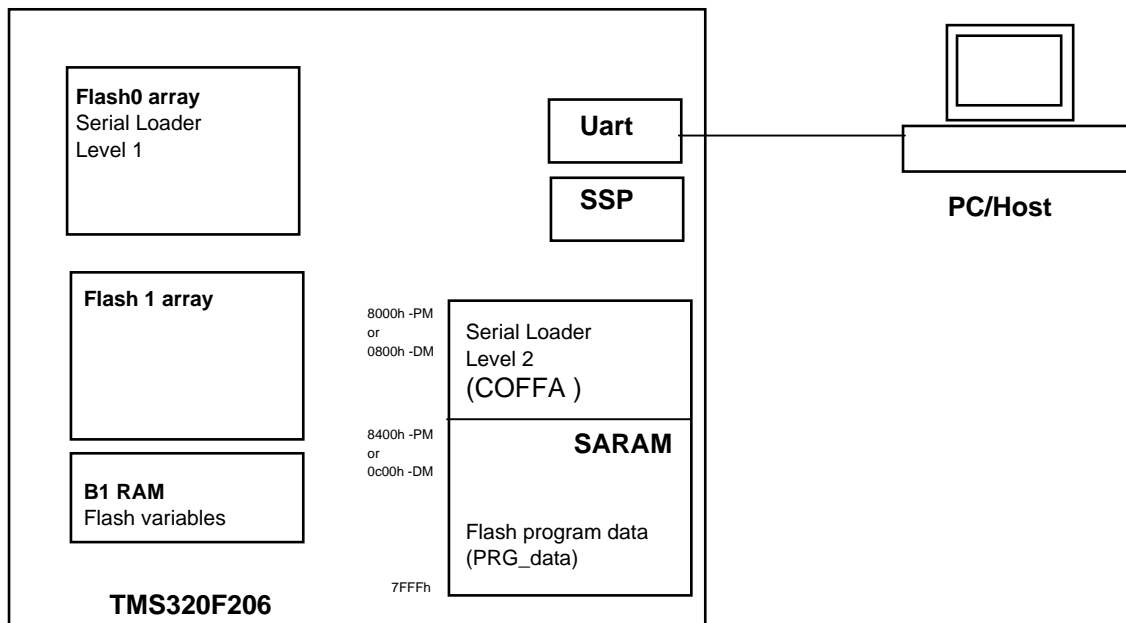 Flash0 array
Serial Loader
Level 1
Uart
SSP
PC/Host
Flash 1 array
8000h -PM
or
0800h -DM
Serial Loader
Level 2
(COFFA )
8400h -PM
or
0c00h -DM
SARAM
B1 RAM
Flash variables
Flash program data
(PRG_data)
7FFFh
TMS320F206